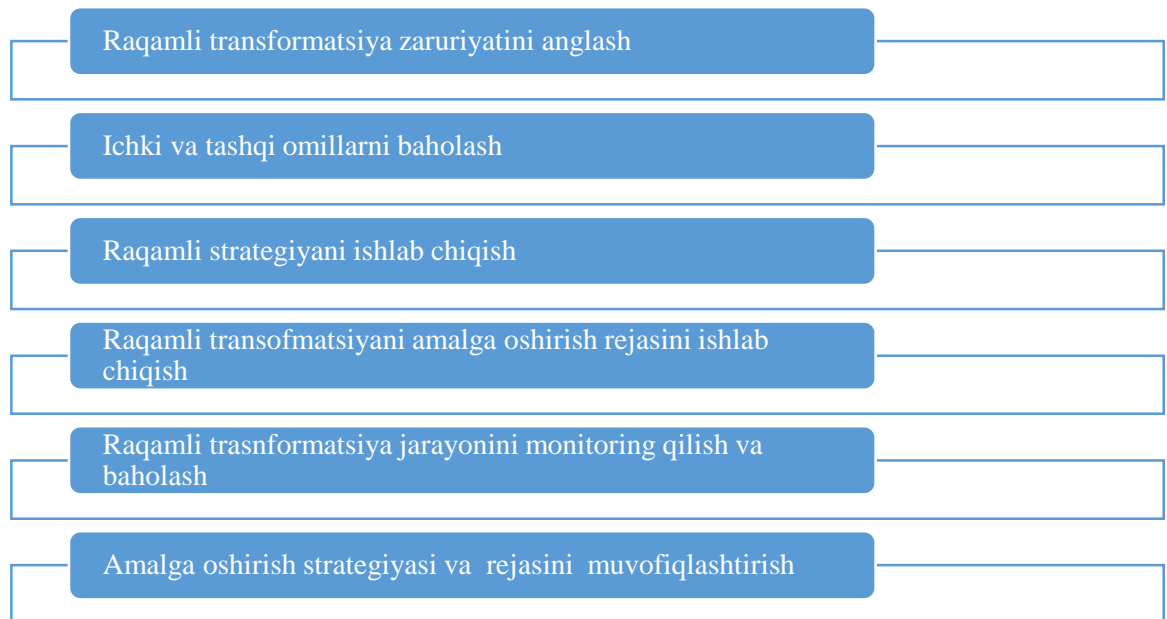 Raqamli transformatsiya zaruriyatini anglash
Ichki va tashqi omillarni baholash
Raqamli strategiyani ishlab chiqish
Raqamli transofmatsiyani amalga oshirish rejasini ishlab
chiqish
Raqamli trasnformatsiya jarayonini monitoring qilish va
baholash
Amalga oshirish strategiyasi va rejasini muvofiqlashtirish